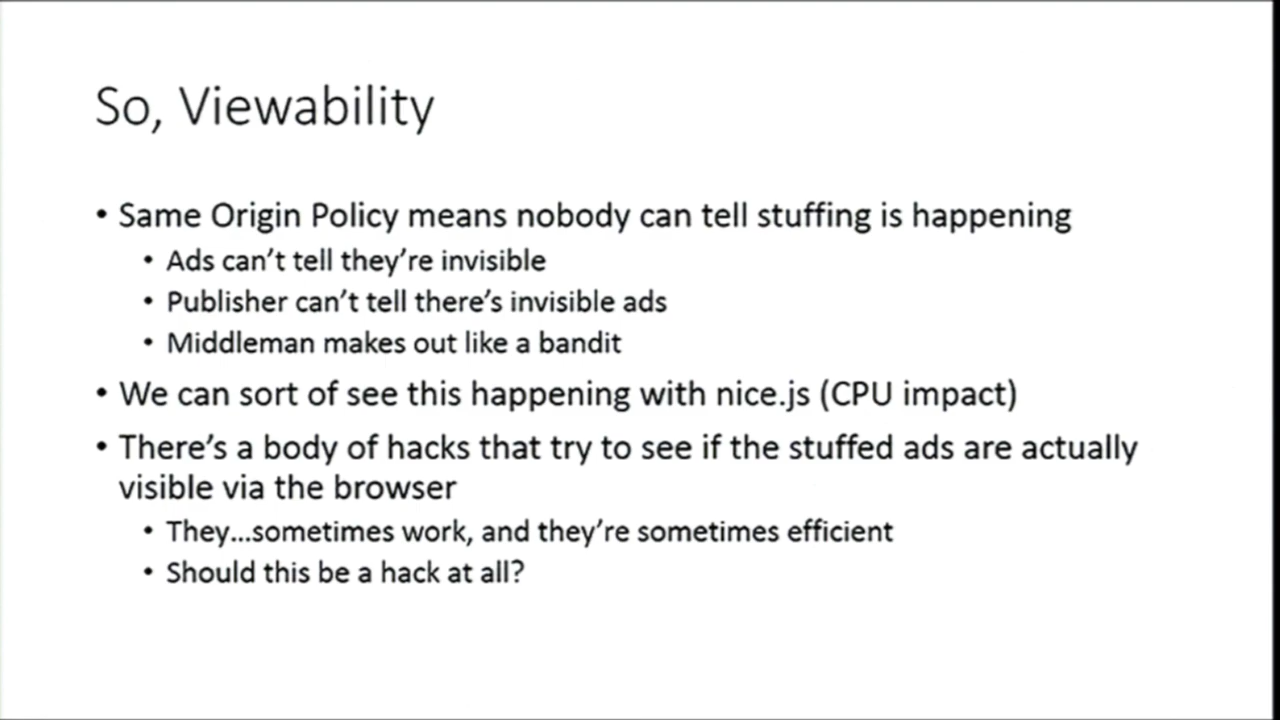 So, Viewability
• Same Origin Policy means nobody can tell stuffing is happening
• Ads can't tell they're invisible
• Publisher can't tell there's invisible ads
• Middleman makes out like a bandit
• We can sort of see this happening with nice.js (CPU impact)
• There's a body of hacks that try to see if the stuffed ads are actually
visible via the browser
• They...sometimes work, and they're sometimes efficient
• Should this be a hack at all?